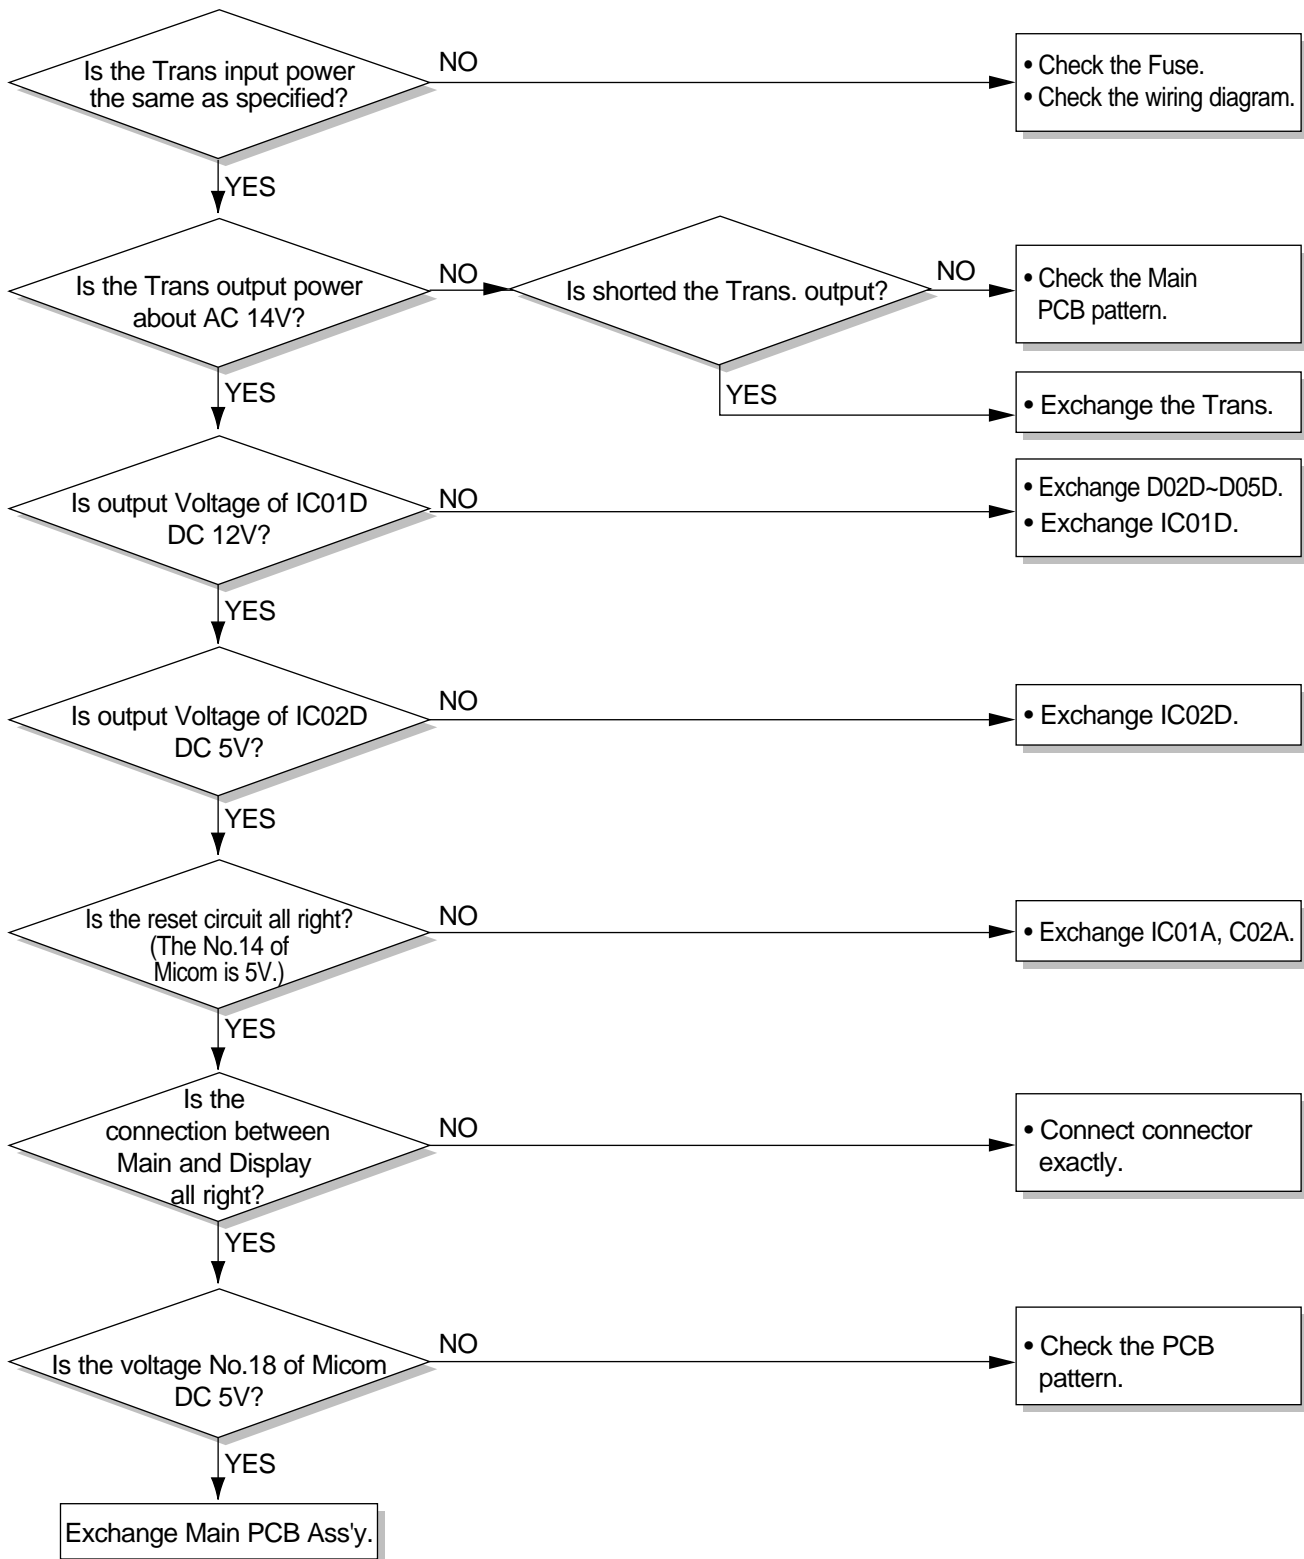 Is the Trans input power
the same as specified?
NO
• Check the Fuse.
• Check the wiring diagram.
YES
Is the Trans output power
about AC 14V?
NO
Is shorted the Trans. output?
NO
• Check the Main
PCB pattern.
YES
• Exchange the Trans.
YES
Is output Voltage of IC01D
DC 12V?
NO
• Exchange D02D~D05D.
• Exchange IC01D.
YES
Is output Voltage of IC02D
DC 5V?
NO
• Exchange IC02D.
YES
Is the reset circuit all right?
(The No.14 of
Micom is 5V.)
NO
• Exchange IC01A, C02A.
YES
Is the
connection between
Main and Display
all right?
NO
• Connect connector
exactly.
YES
Is the voltage No.18 of Micom
DC 5V?
NO
• Check the PCB
pattern.
YES
Exchange Main PCB Ass'y.